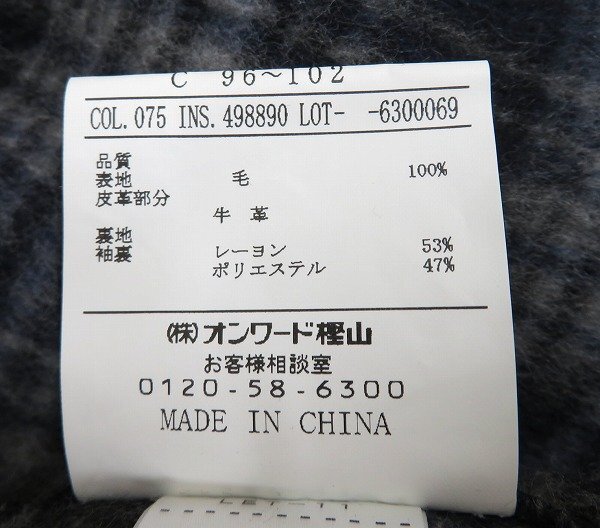 C 96~102
COL.075 INS.498890 LOT- -6300069
品質
表地 毛 100%
皮革部分
牛 革
裏地
袖裏 レーヨン 53%
ポリエステル 47%
(株)オンワード樫山
お客様相談室
0120-58-6300
MADE IN CHINA